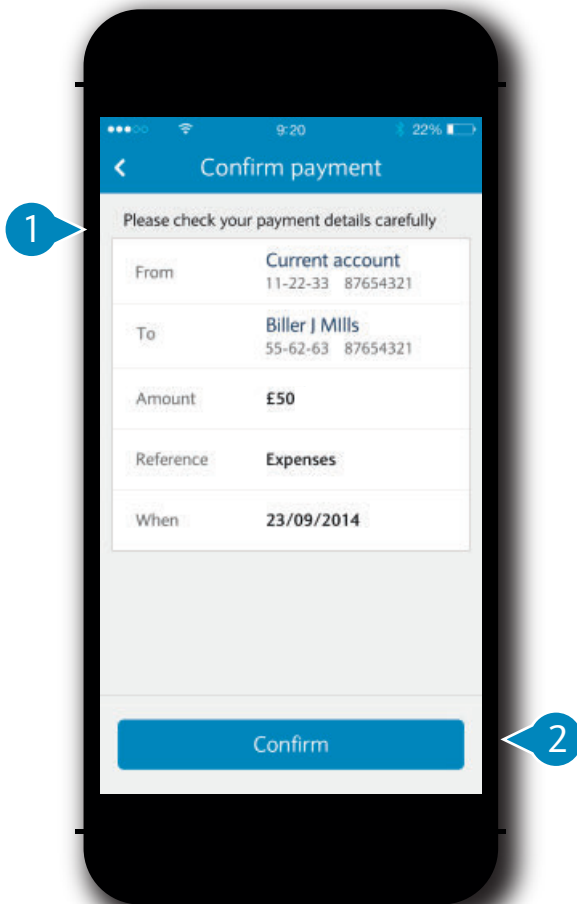 9:20 22%
Confirm payment
1
Please check your payment details carefully
From Current account
11-22-33 87654321
To Biller J MIlls
55-62-63 87654321
Amount £50
Reference Expenses
When 23/09/2014
Confirm
2